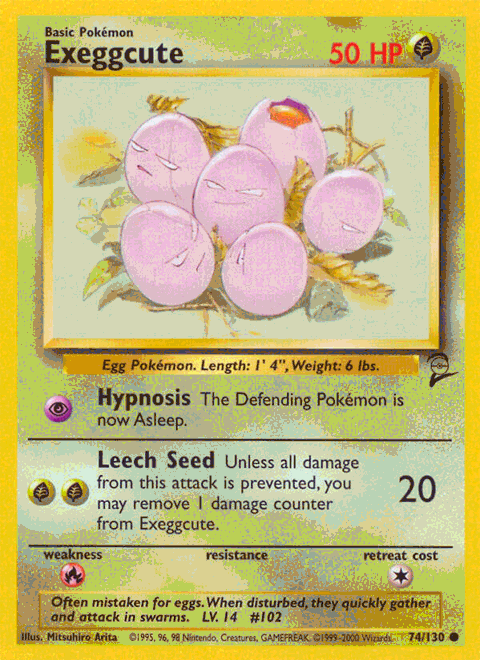 Basic Pokémon
Exeggcute 50 HP
Egg Pokémon. Length: 1' 4", Weight: 6 lbs.
Hypnosis The Defending Pokémon is
now Asleep.
Leech Seed Unless all damage
from this attack is prevented, you
may remove 1 damage counter
from Exeggcute.
20
weakness resistance retreat cost
Often mistaken for eggs. When disturbed, they quickly gather
and attack in swarms. LV. 14 #102
Illus. Mitsuhiro Arita ©1995, 96, 98 Nintendo, Creatures, GAMEFREAK. ©1999-2000 Wizards. 74/130